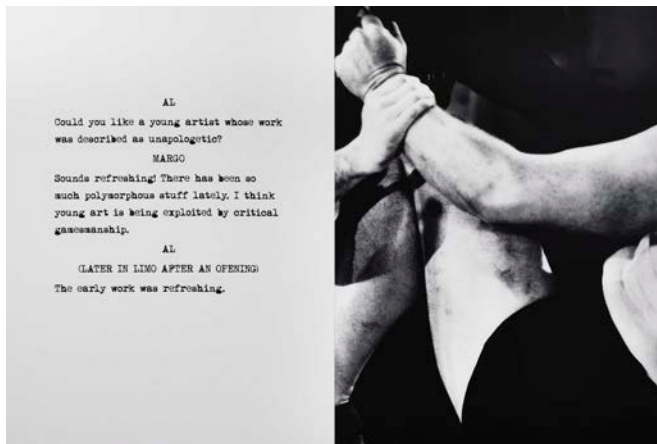 AL
Could you like a young artist whose work
was described as unapologetic?
MARGO
Sounds refreshing! There has been so
much polymorphous stuff lately. I think
young art is being exploited by critical
gamesmanship.
AL
(LATER IN LIMO AFTER AN OPENING)
The early work was refreshing.